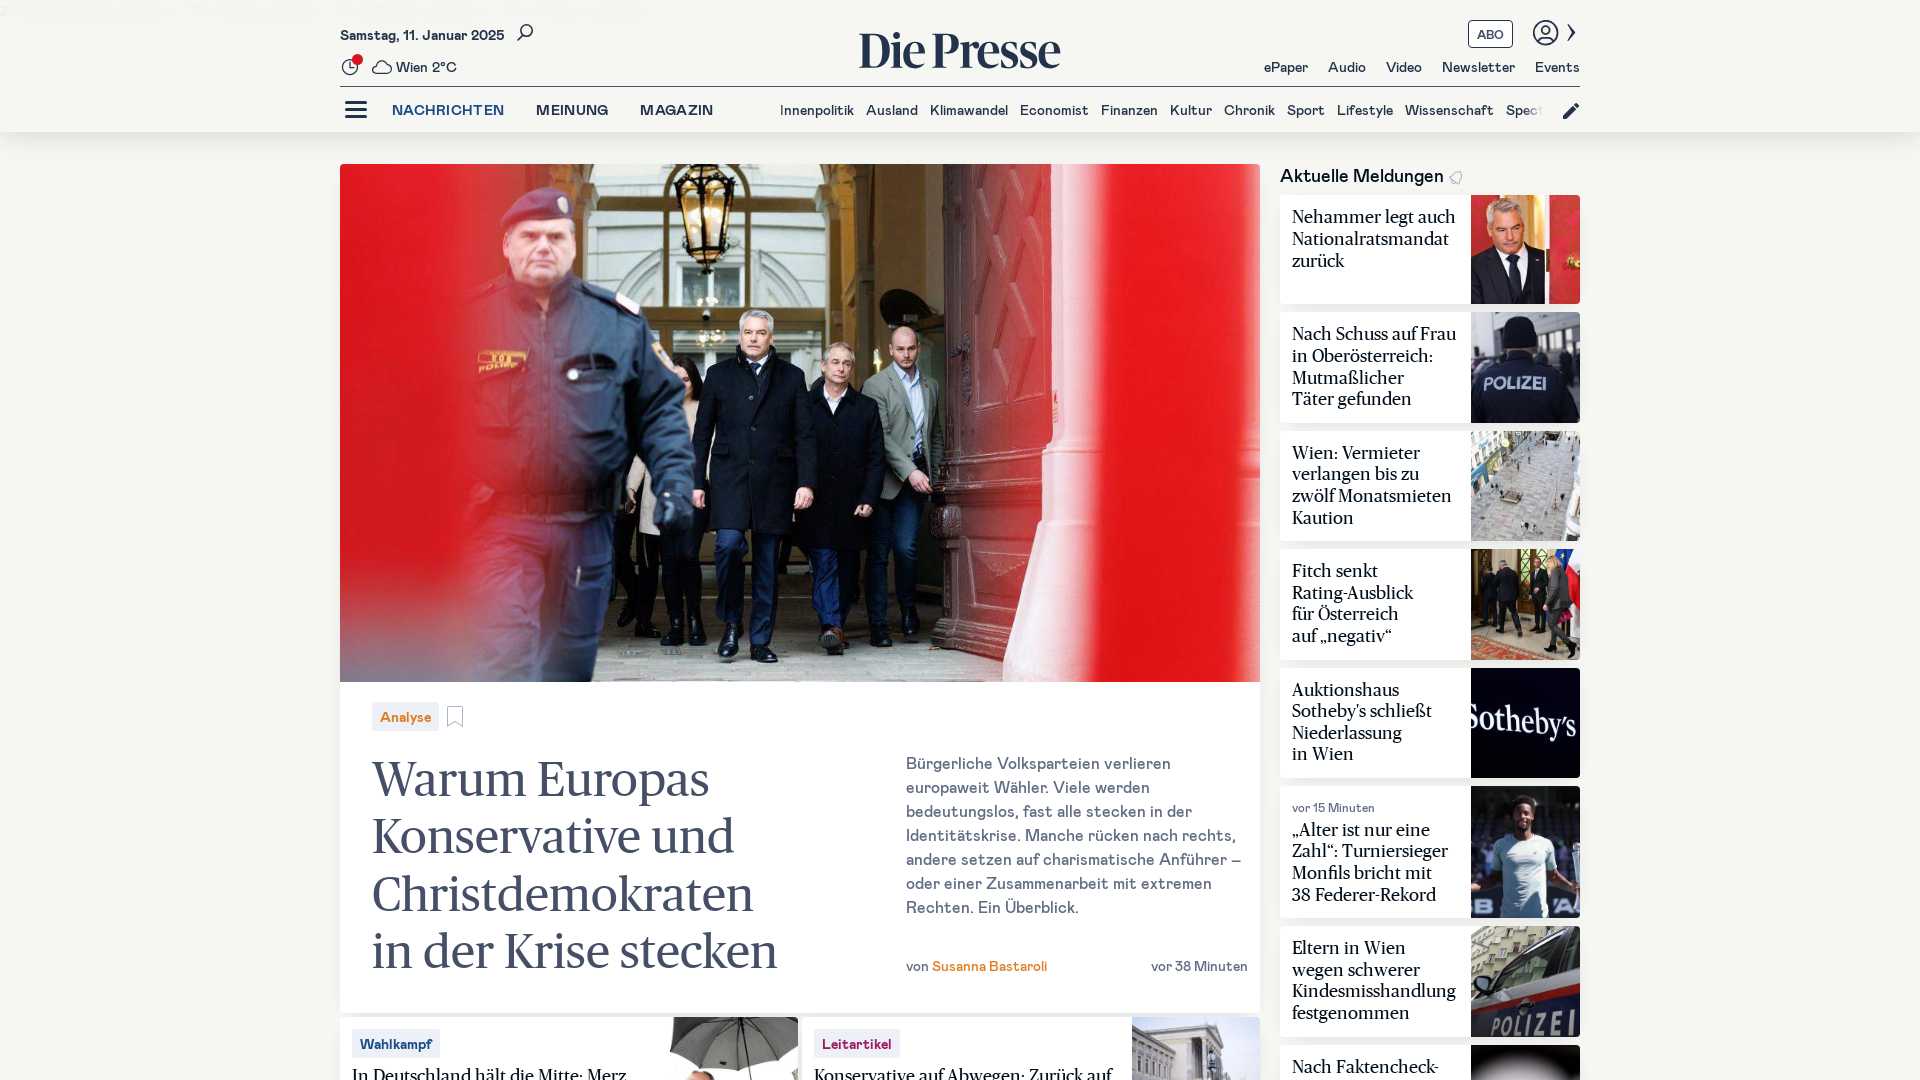 Samstag, 11. Januar 2025
Wien 2°C
Die Presse
ABO
ePaper Audio Video Newsletter Events
NACHRICHTEN MEINUNG MAGAZIN
Innenpolitik Ausland Klimawandel Economist Finanzen Kultur Chronik Sport Lifestyle Wissenschaft Spect
POLIZEI
Analyse
Warum Europas
Konservative und
Christdemokraten
in der Krise stecken
Bürgerliche Volksparteien verlieren
europaweit Wähler. Viele werden
bedeutungslos, fast alle stecken in der
Identitätskrise. Manche rücken nach rechts,
andere setzen auf charismatische Anführer –
oder einer Zusammenarbeit mit extremen
Rechten. Ein Überblick.
von Susanna Bastaroli
vor 38 Minuten
Wahlkampf
In Deutschland hält die Mitte: Merz
Leitartikel
Konservative auf Abwegen: Zurück auf
Aktuelle Meldungen
Nehammer legt auch
Nationalratsmandat
zurück
Nach Schuss auf Frau
in Oberösterreich:
Mutmaßlicher
Täter gefunden
POLIZEI
Wien: Vermieter
verlangen bis zu
zwölf Monatsmieten
Kaution
Fitch senkt
Rating-Ausblick
für Österreich
auf „negativ“
Auktionshaus
Sotheby's schließt
Niederlassung
in Wien
Sotheby's
vor 15 Minuten
„Alter ist nur eine
Zahl“: Turniersieger
Monfils bricht mit
38 Federer-Rekord
Eltern in Wien
wegen schwerer
Kindesmisshandlung
festgenommen
POLIZEI
Nach Faktencheck-